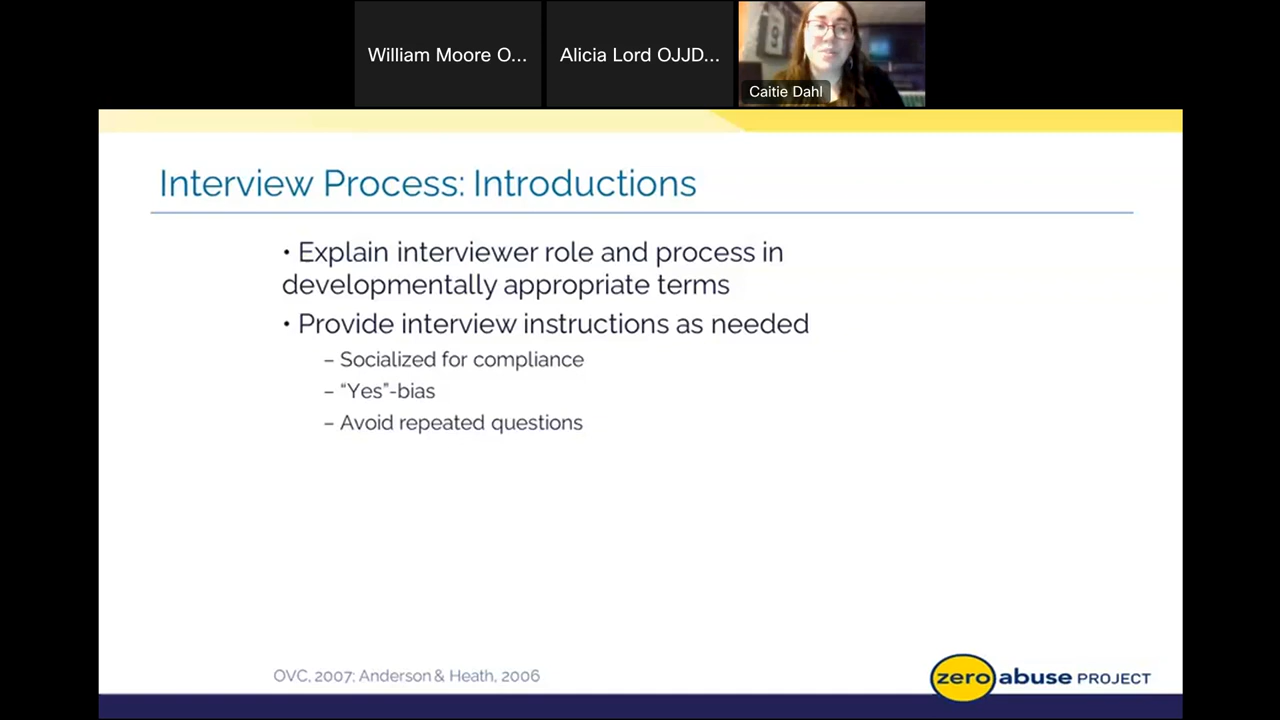 William Moore O...
Alicia Lord OJJD...
Caitie Dahl
Interview Process: Introductions
• Explain interviewer role and process in
developmentally appropriate terms
• Provide interview instructions as needed
– Socialized for compliance
– “Yes”-bias
– Avoid repeated questions
OVC, 2007; Anderson & Heath, 2006
zero abuse PROJECT